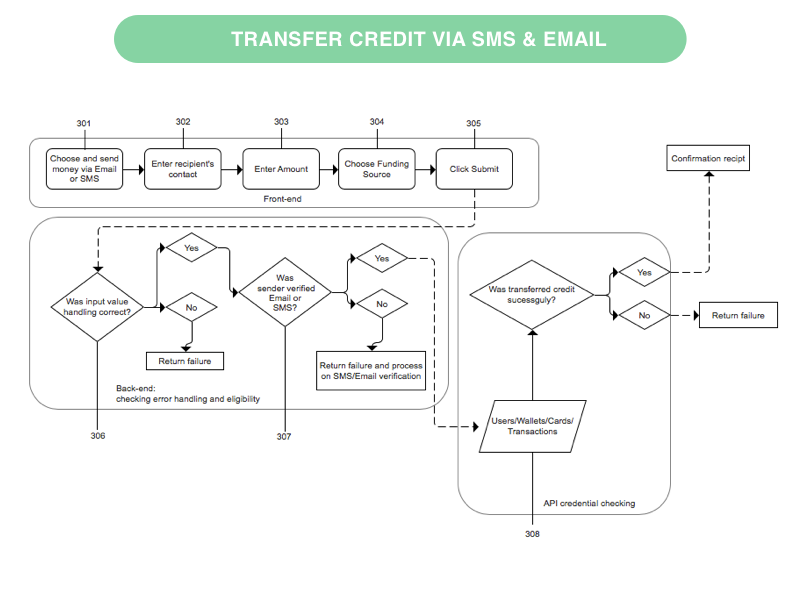 TRANSFER CREDIT VIA SMS & EMAIL
301
302
303
304
305
Choose and send
money via Email
or SMS
Enter recipient's
contact
Enter Amount
Choose Funding
Source
Click Submit
Front-end
Confirmation recipt
Yes
No
Was input value
handling correct?
Return failure
Was
sender verified
Email or
SMS?
Yes
No
Return failure and process
on SMS/Email verification
Back-end:
checking error handling and eligibility
306
307
Was transferred credit
sucessguly?
Yes
No
Return failure
Users/Wallets/Cards/
Transactions
API credential checking
308